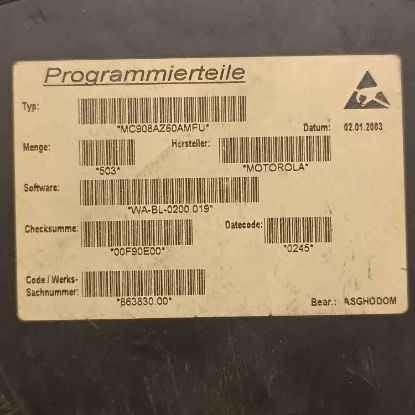 Programmierteile
Typ:
*MC908AZ60AMFU*
Datum: 02.01.2003
Menge:
*503*
Hersteller:
*MOTOROLA*
Software:
*WA-BL-0200.019*
Checksumme:
*00F90E00*
Datecode:
*0245*
Code / Werks-
Sachnummer:
*863830.00*
Bear.: ASGHODOM